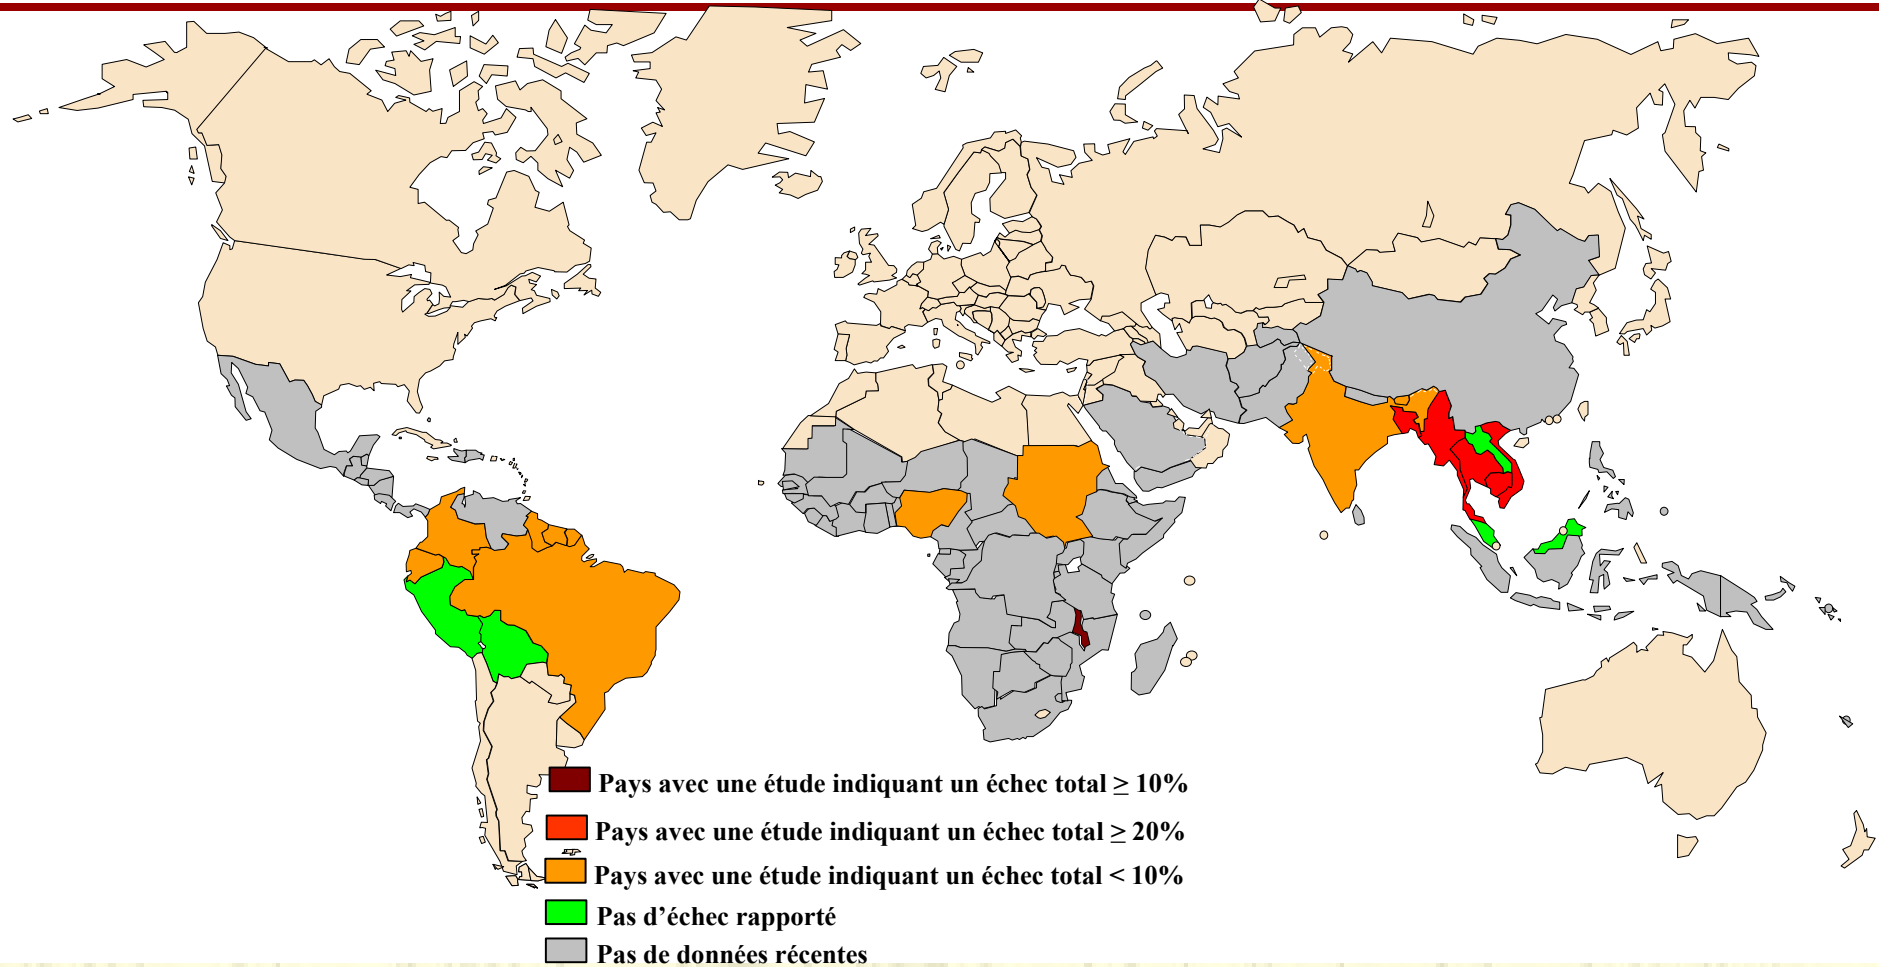 Pays avec une étude indiquant un échec total ≥ 10%
Pays avec une étude indiquant un échec total ≥ 20%
Pays avec une étude indiquant un échec total < 10%
Pas d’échec rapporté
Pas de données récentes